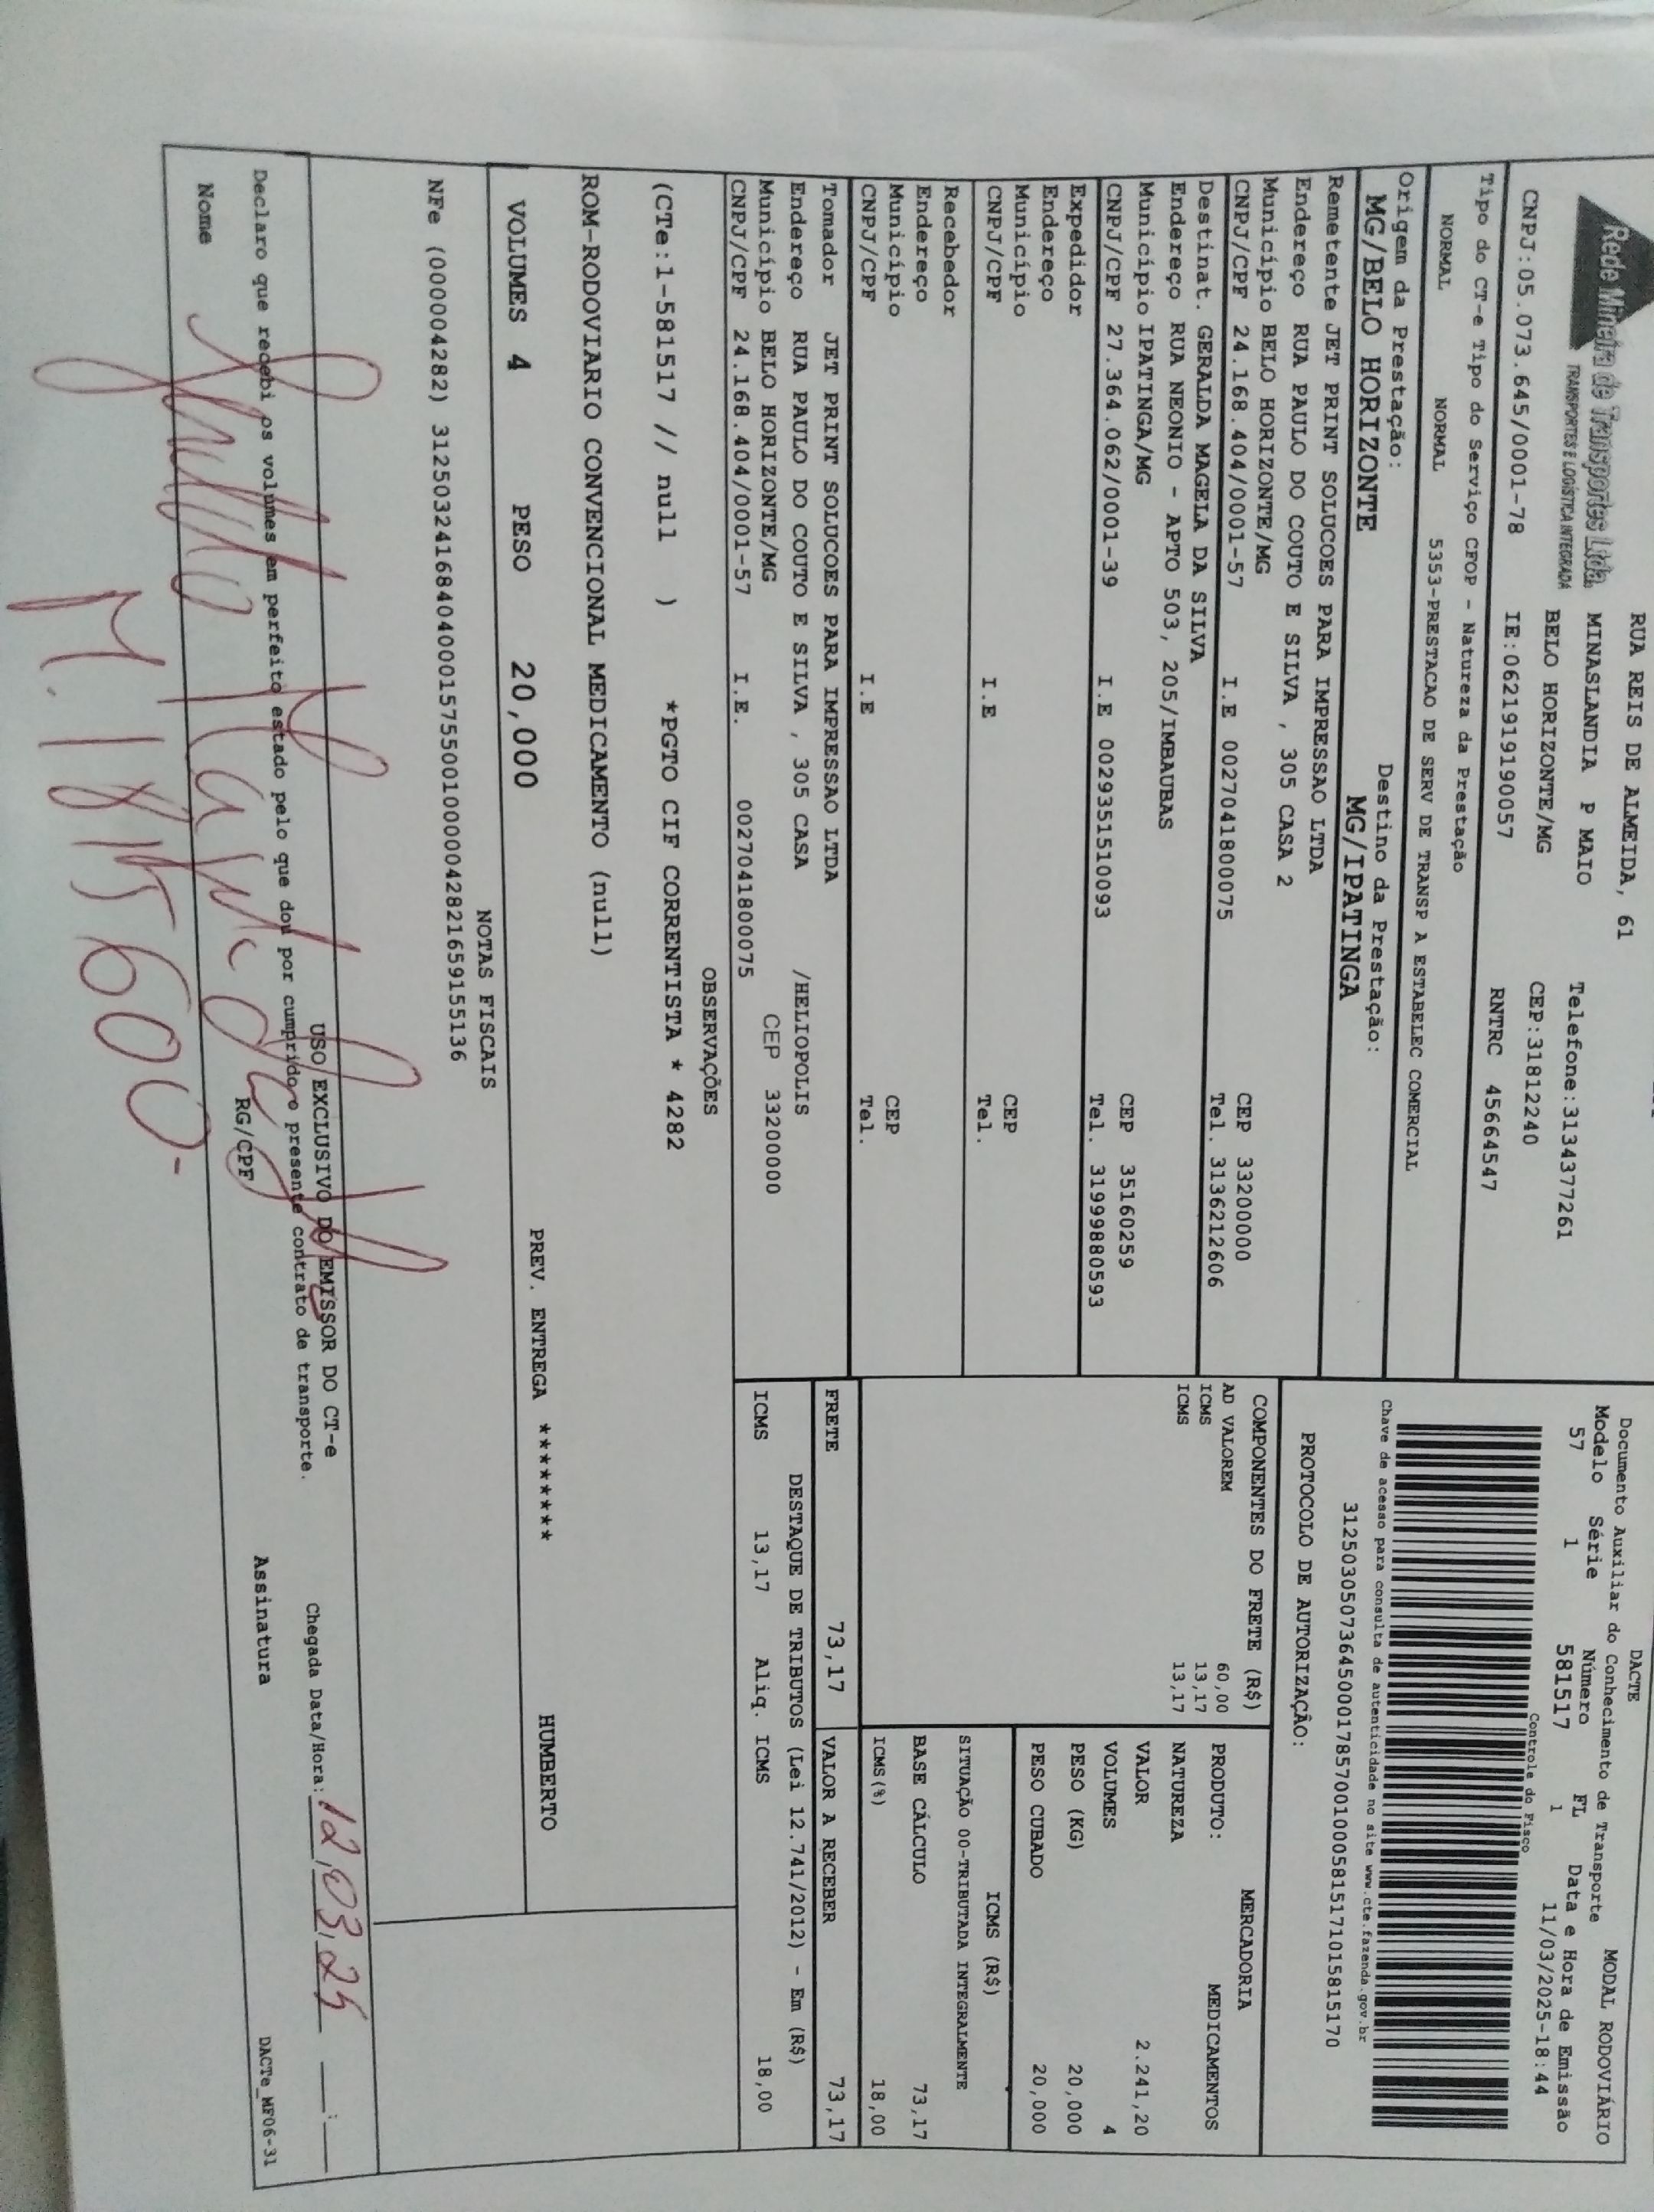 Rede Mineira de Transportes Ltda.
TRANSPORTES E LOGÍSTICA INTEGRADA
RUA REIS DE ALMEIDA, 61
MINASLANDIA P MAIO
BELO HORIZONTE/MG
Telefone:3134377261
CEP:31812240
CNPJ:05.073.645/0001-78 IE:0621919190057 RNTRC 45664547
Tipo do CT-e Tipo do Serviço CFOP - Natureza da Prestação
NORMAL NORMAL 5353-PRESTACAO DE SERV DE TRANSP A ESTABELEC COMERCIAL
Origem da Prestação: Destino da Prestação:
MG/BELO HORIZONTE MG/IPATINGA
DACTE
Documento Auxiliar do Conhecimento de Transporte MODAL RODOVIÁRIO
Modelo Série Número FL Data e Hora de Emissão
57 1 581517 1 11/03/2025-18:44
Controle do Fisco
Chave de acesso para consulta de autenticidade no site www.cte.fazenda.gov.br
31250305073645000178570010005815171015815170
PROTOCOLO DE AUTORIZAÇÃO:
Remetente JET PRINT SOLUCOES PARA IMPRESSAO LTDA
Endereço RUA PAULO DO COUTO E SILVA , 305 CASA 2
Município BELO HORIZONTE/MG CEP 33200000
CNPJ/CPF 24.168.404/0001-57 I.E 0027041800075 Tel. 3136212606
Destinat. GERALDA MAGELA DA SILVA
Endereço RUA NEONIO - APTO 503, 205/IMBAUBAS
Município IPATINGA/MG CEP 35160259
CNPJ/CPF 27.364.062/0001-39 I.E 0029351510093 Tel. 31999880593
Expedidor
Endereço
Município CEP
CNPJ/CPF I.E Tel.
Recebedor
Endereço
Município CEP
CNPJ/CPF I.E Tel.
Tomador JET PRINT SOLUCOES PARA IMPRESSAO LTDA
Endereço RUA PAULO DO COUTO E SILVA , 305 CASA /HELIOPOLIS
Município BELO HORIZONTE/MG CEP 33200000
CNPJ/CPF 24.168.404/0001-57 I.E. 0027041800075
COMPONENTES DO FRETE (R$)
AD VALOREM 60,00
ICMS 13,17
ICMS 13,17
MERCADORIA
PRODUTO: MEDICAMENTOS
NATUREZA
VALOR 2.241,20
VOLUMES 4
PESO (KG) 20,000
PESO CUBADO 20,000
ICMS (R$)
SITUAÇÃO 00-TRIBUTADA INTEGRALMENTE
BASE CÁLCULO 73,17
ICMS(%) 18,00
FRETE 73,17 VALOR A RECEBER 73,17
DESTAQUE DE TRIBUTOS (Lei 12.741/2012) - Em (R$)
ICMS 13,17 Aliq. ICMS 18,00
OBSERVAÇÕES
(CTe:1-581517 // null ) *PGTO CIF CORRENTISTA * 4282
ROM-RODOVIARIO CONVENCIONAL MEDICAMENTO (null)
VOLUMES 4 PESO 20,000 PREV. ENTREGA ******** HUMBERTO
NOTAS FISCAIS
NFe (000004282) 31250324168404000157550010000042821659155136
USO EXCLUSIVO DO EMISSOR DO CT-e
Declaro que recebi os volumes em perfeito estado pelo que dou por cumprido o presente contrato de transporte.
Chegada Data/Hora: 12,03,25 __:__
Nome RG/CPF Assinatura
DACTe_MF06-31